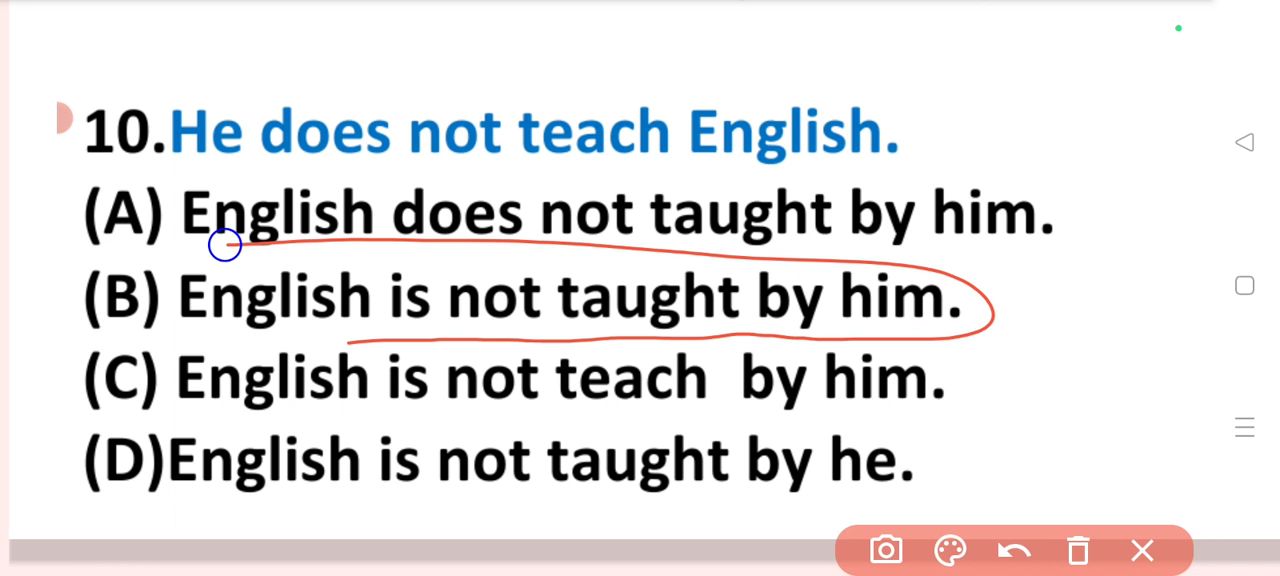 10.He does not teach English.
(A) English does not taught by him.
(B) English is not taught by him.
(C) English is not teach by him.
(D)English is not taught by he.